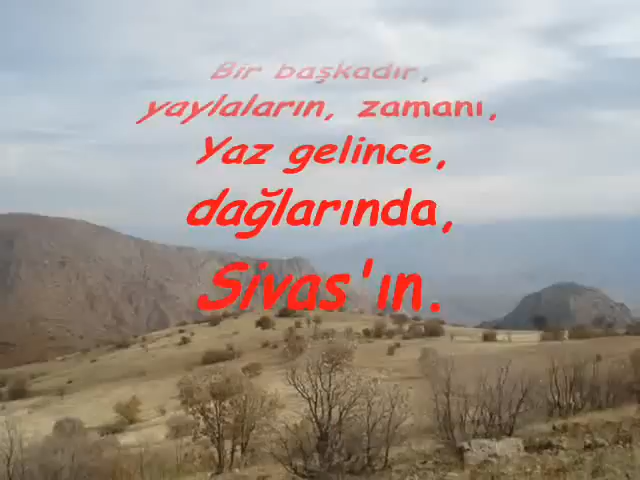 Bir başkadır,
yaylaların, zamanı,
Yaz gelince,
dağlarında,
Sivas'ın.